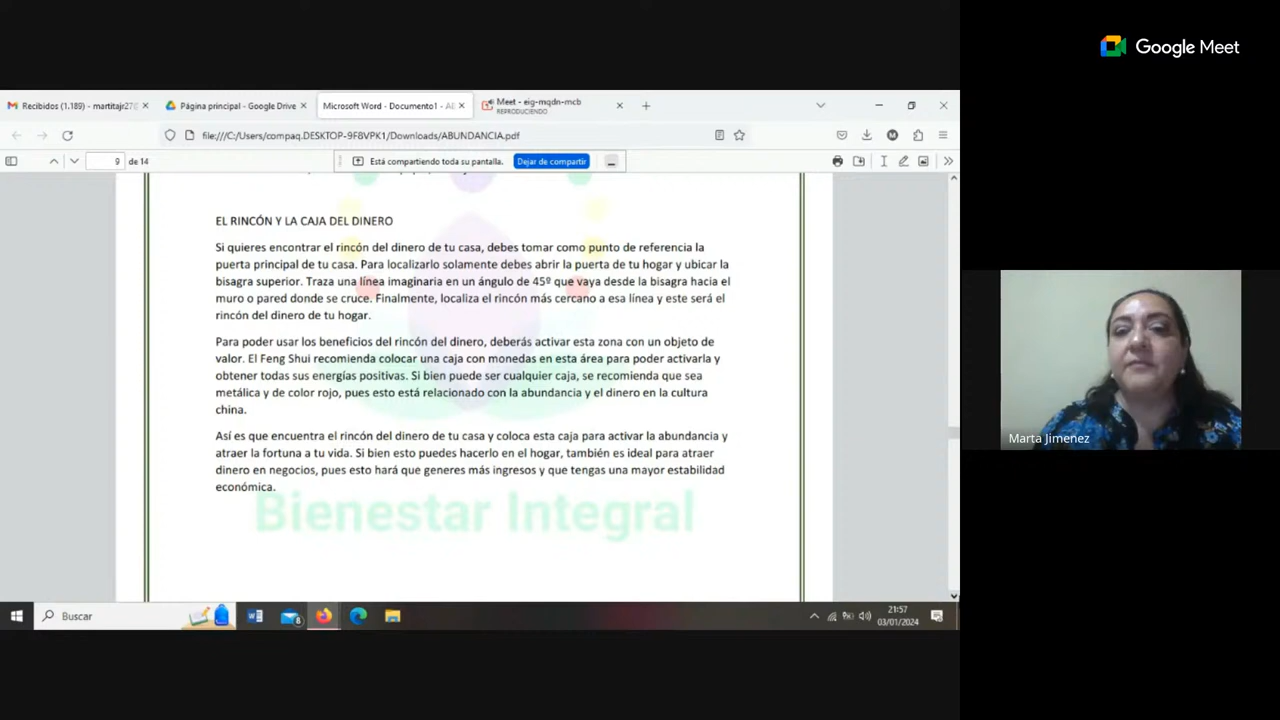 Google Meet
Recibidos (1.189) - martitajr27@
Página principal - Google Drive
Microsoft Word - Documento1 - AB
Meet - eig-mqdn-mcb
REPRODUCIENDO
file:///C:/Users/compaq.DESKTOP-9F8VPK1/Downloads/ABUNDANCIA.pdf
9 de 14
Está compartiendo toda su pantalla.
Dejar de compartir
EL RINCÓN Y LA CAJA DEL DINERO
Si quieres encontrar el rincón del dinero de tu casa, debes tomar como punto de referencia la
puerta principal de tu casa. Para localizarlo solamente debes abrir la puerta de tu hogar y ubicar la
bisagra superior. Traza una línea imaginaria en un ángulo de 45º que vaya desde la bisagra hacia el
muro o pared donde se cruce. Finalmente, localiza el rincón más cercano a esa línea y este será el
rincón del dinero de tu hogar.
Para poder usar los beneficios del rincón del dinero, deberás activar esta zona con un objeto de
valor. El Feng Shui recomienda colocar una caja con monedas en esta área para poder activarla y
obtener todas sus energías positivas. Si bien puede ser cualquier caja, se recomienda que sea
metálica y de color rojo, pues esto está relacionado con la abundancia y el dinero en la cultura
china.
Así es que encuentra el rincón del dinero de tu casa y coloca esta caja para activar la abundancia y
atraer la fortuna a tu vida. Si bien esto puedes hacerlo en el hogar, también es ideal para atraer
dinero en negocios, pues esto hará que generes más ingresos y que tengas una mayor estabilidad
económica.
Bienestar Integral
Marta Jimenez
Buscar
8
21:57
03/01/2024